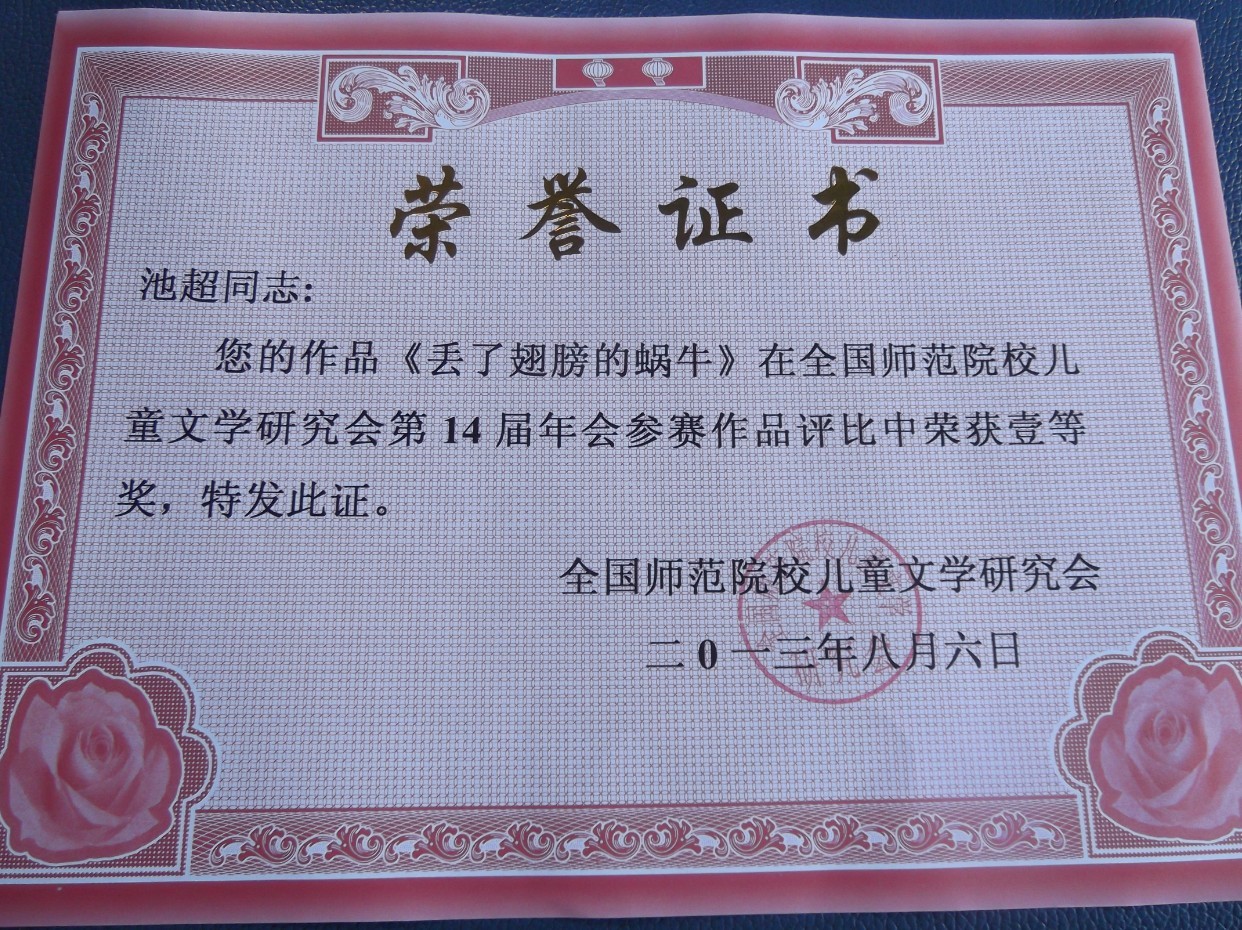 荣誉证书
池超同志:
您的作品《丢了翅膀的蜗牛》在全国师范院校儿
童文学研究会第 14 届年会参赛作品评比中荣获壹等
奖，特发此证。
全国师范院校儿童文学研究会
二0一三年八月六日